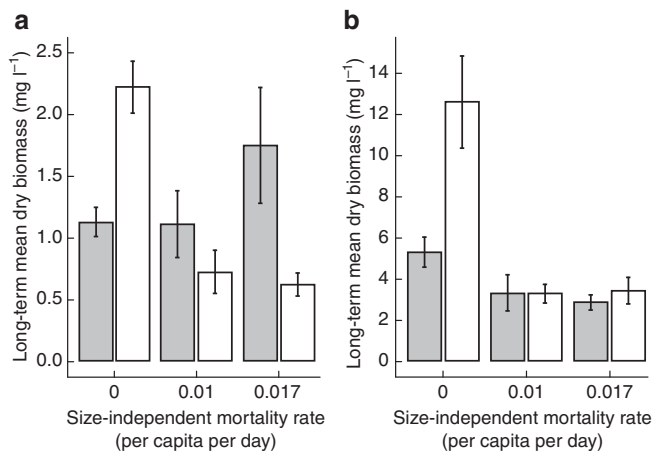 a
Long-term mean dry biomass (mg l⁻¹)
2.5
2.0
1.5
1.0
0.5
0.0
0 0.01 0.017
Size-independent mortality rate
(per capita per day)
b
Long-term mean dry biomass (mg l⁻¹)
14
12
10
8
6
4
2
0
0 0.01 0.017
Size-independent mortality rate
(per capita per day)